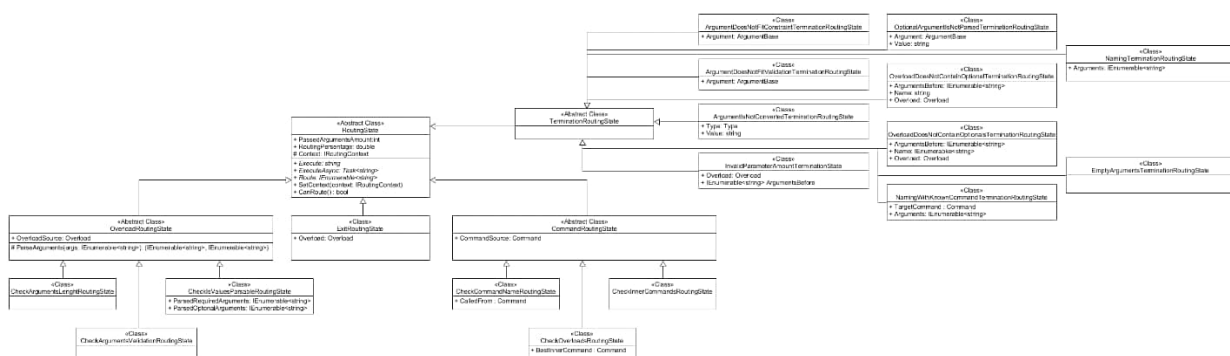 «Class»
ArgumentDoesNotFitConstraintTerminationRoutingState
+ Argument: ArgumentBase
«Class»
OptionalArgumentIsNotParsedTerminationRoutingState
+ Argument: ArgumentBase
+ Value: string
«Class»
NamingTerminationRoutingState
+ Arguments: IEnumerable<string>
«Class»
ArgumentDoesNotFitValidationTerminationRoutingState
+ Argument: ArgumentBase
«Class»
OverloadDoesNotContainOptionalTerminationRoutingState
+ ArgumentsBefore: IEnumerable<string>
+ Name: string
+ Overload: Overload
«Abstract Class»
TerminationRoutingState
«Class»
ArgumentIsNotConvertedTerminationRoutingState
+ Type: Type
+ Value: string
«Abstract Class»
RoutingState
+ PassedArgumentsAmount:int
+ RoutingPercentage: double
# Context: IRoutingContext
+ Execute: string
+ ExecuteAsync: Task<string>
+ Route: IEnumerable<string>
+ SetContext(context: IRoutingContext)
+ CanRoute(): bool
«Class»
OverloadDoesNotContainOptionalsTerminationRoutingState
+ ArgumentsBefore: IEnumerable<string>
+ Name: IEnumerable<string>
+ Overload: Overload
«Class»
InvalidParameterAmountTerminationState
+ Overload: Overload
+ IEnumerable<string> ArgumentsBefore
«Class»
EmptyArgumentsTerminationRoutingState
«Class»
NamingWithKnownCommandTerminationRoutingState
+ TargetCommand : Command
+ Arguments: IEnumerable<string>
«Abstract Class»
OverloadRoutingState
+ OverloadSource: Overload
# ParseArguments(args: IEnumerable<string>): (IEnumerable<string>, IEnumerable<string>)
«Class»
ExitRoutingState
+ Overload: Overload
«Abstract Class»
CommandRoutingState
+ CommandSource: Command
«Class»
CheckArgumentsLenghtRoutingState
«Class»
CheckIsValuesParsableRoutingState
+ ParsedRequiredArguments: IEnumerable<string>
+ ParsedOptionalArguments: IEnumerable<string>
«Class»
CheckCommandNameRoutingState
+ CalledFrom : Command
«Class»
CheckInnerCommandsRoutingState
«Class»
CheckArgumentsValidationRoutingState
«Class»
CheckOverloadsRoutingState
+ BestInnerCommand : Command